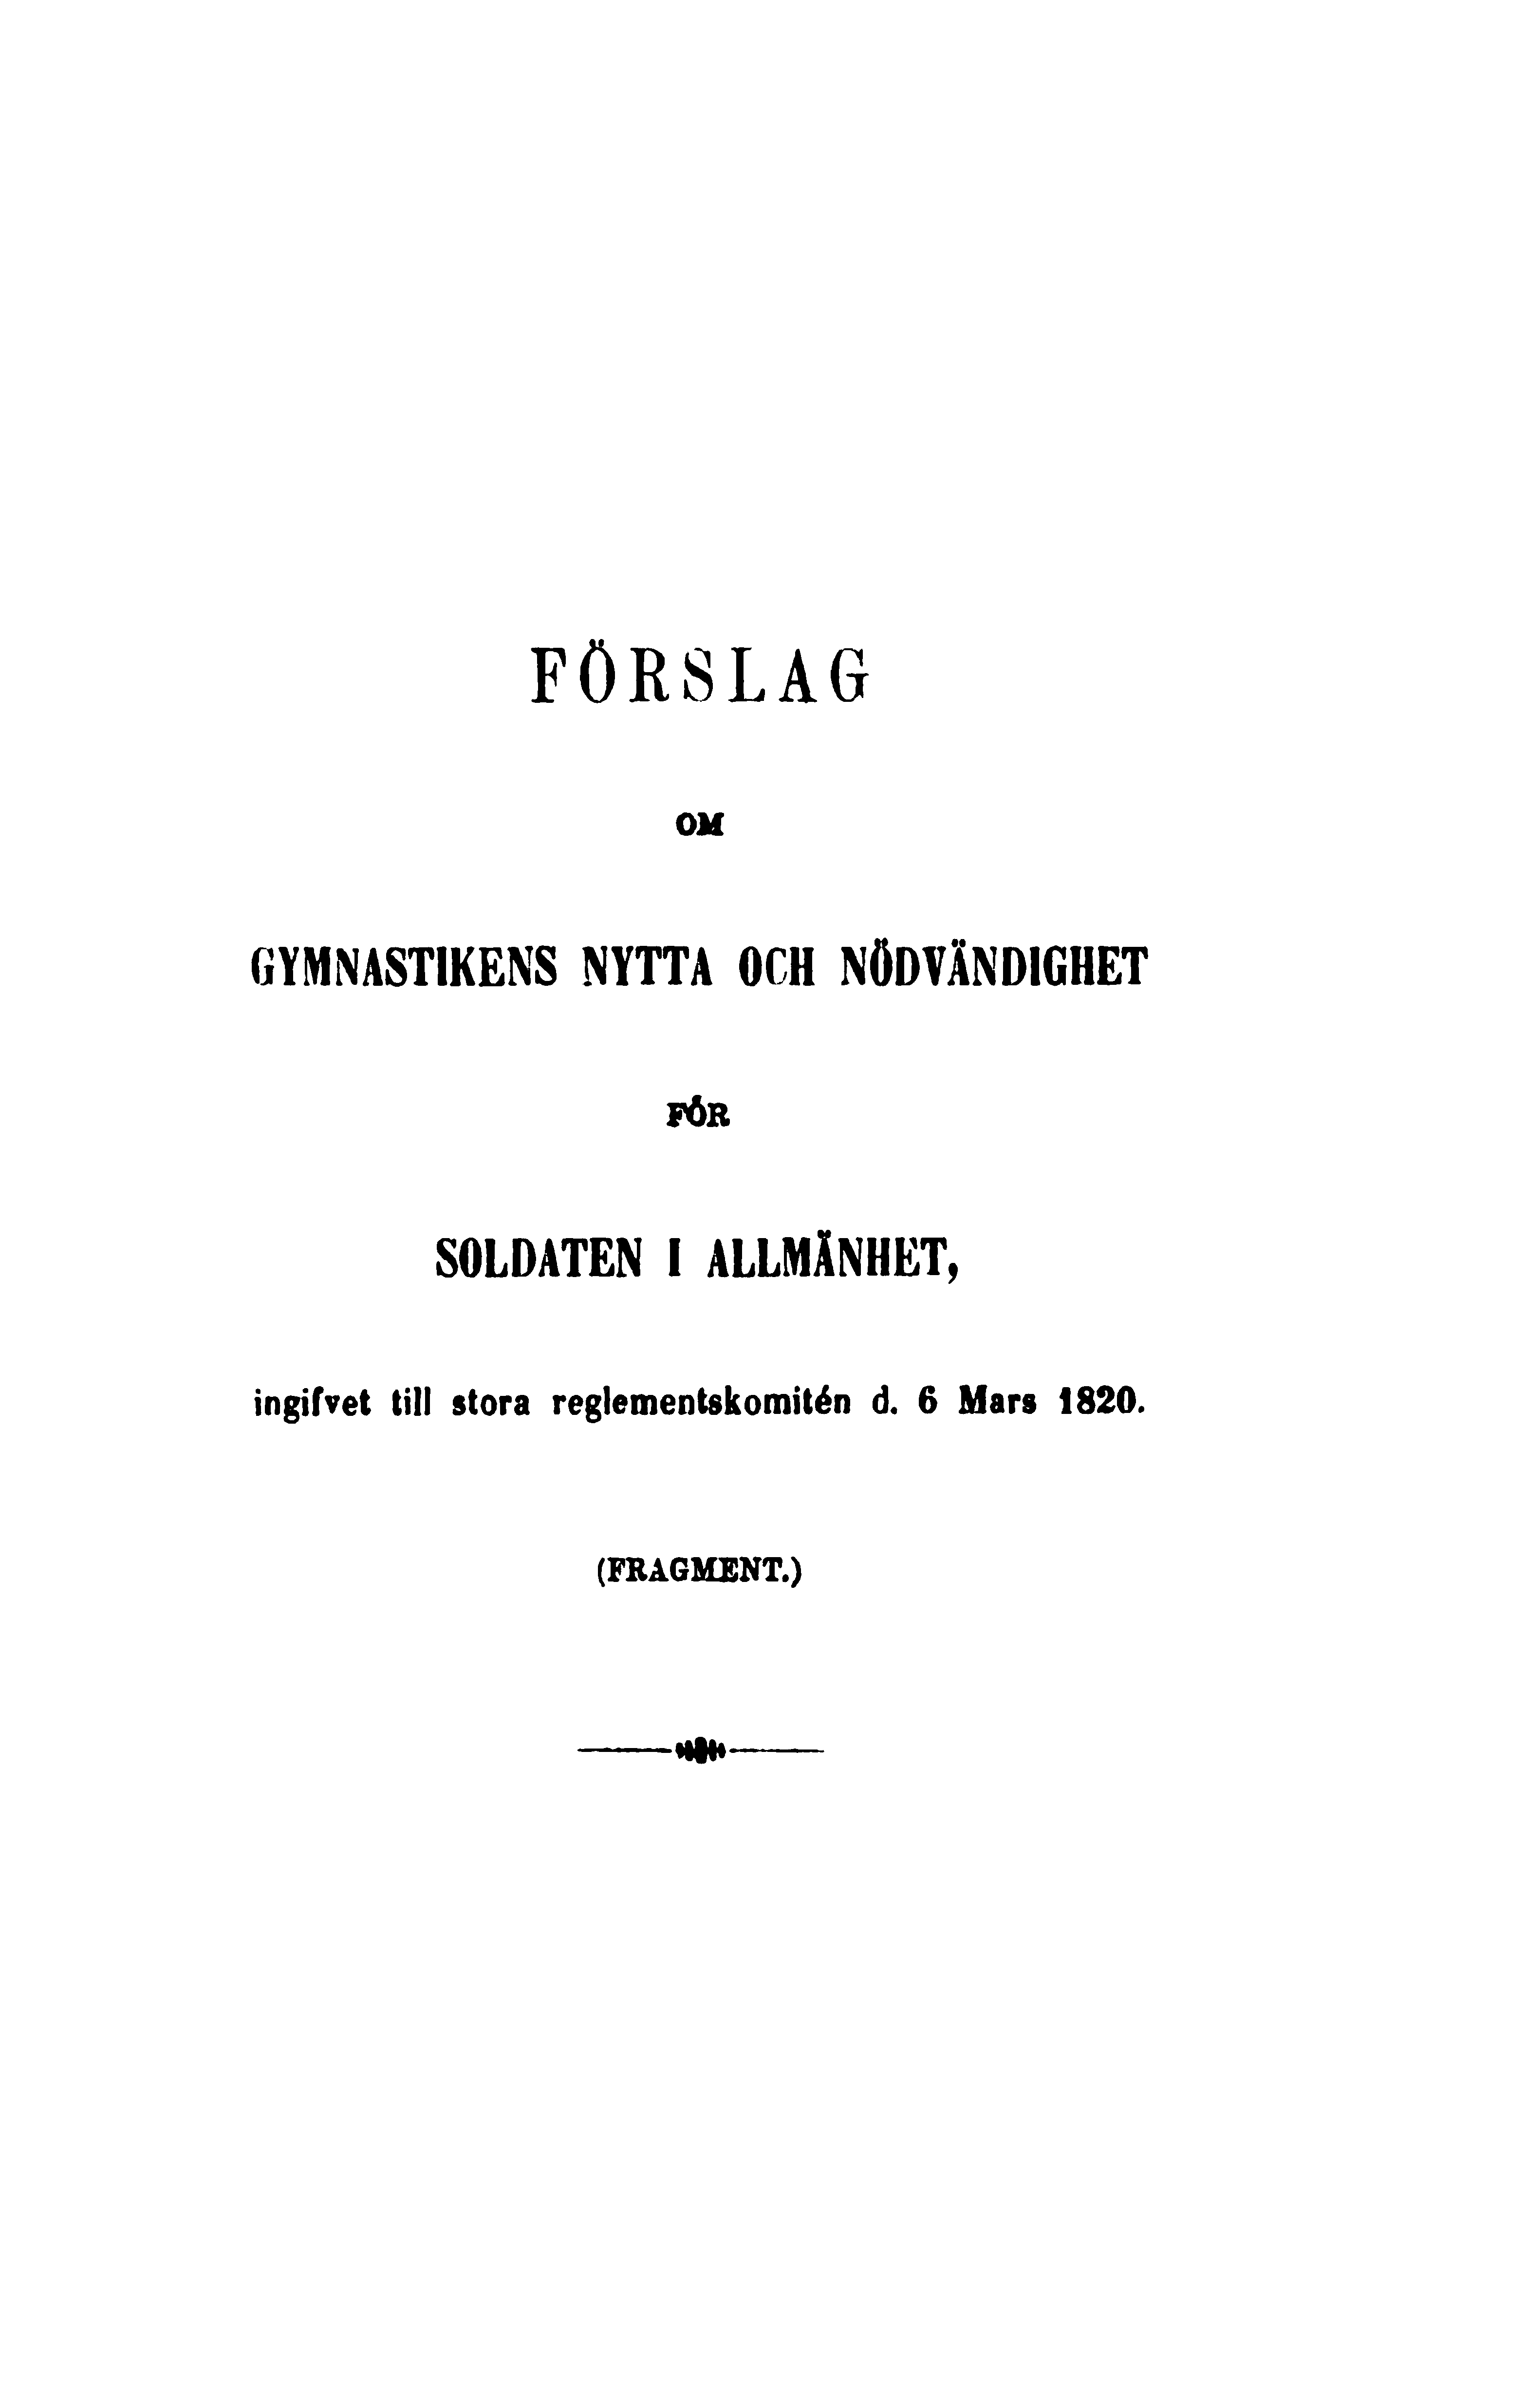 FÖRSLAG
OM
GYMNASTIKENS NYTTA OCH NÖDVÄNDIGHET
FÖR
SOLDATEN I ALLMÄNHET,
ingifvet till stora reglementskomitén d. 6 Mars 1820.
(FRAGMENT.)